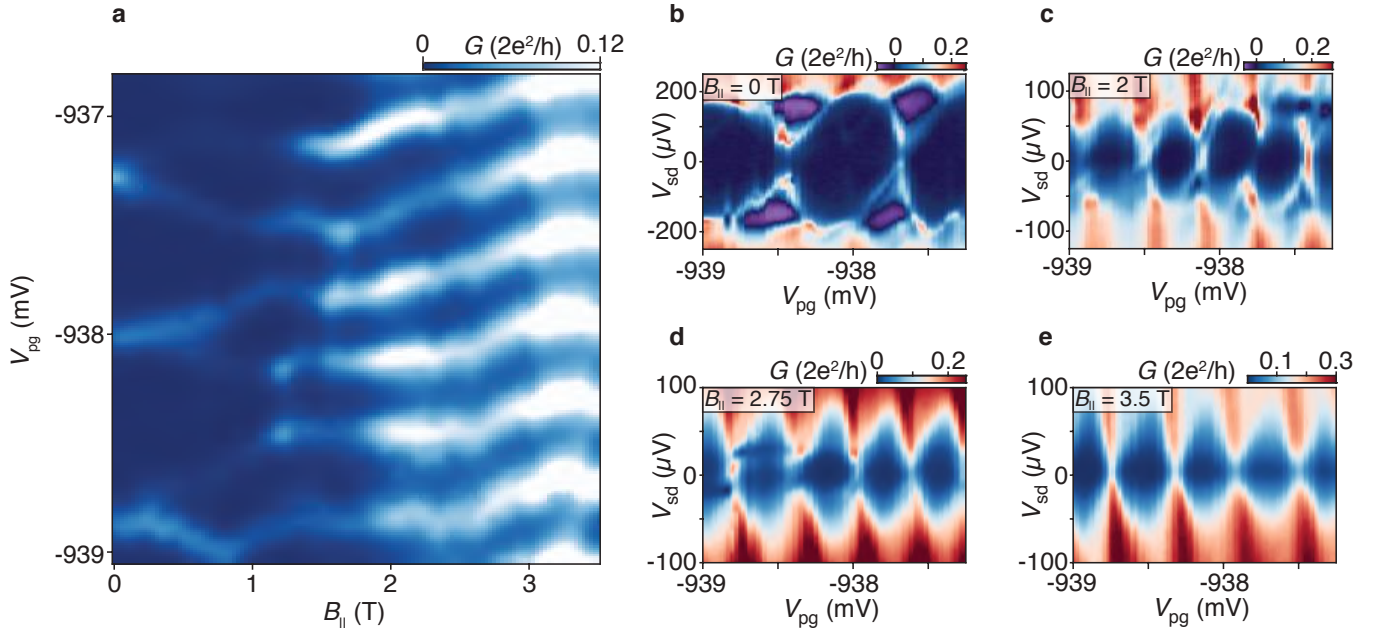 a
0 G (2e²/h) 0.12
-937
-938
-939
V_pg (mV)
0 1 2 3
B_|| (T)
b
G (2e²/h) 0 0.2
B_|| = 0 T
200
0
-200
V_sd (µV)
-939 -938
V_pg (mV)
c
G (2e²/h) 0 0.2
B_|| = 2 T
100
0
-100
V_sd (µV)
-939 -938
V_pg (mV)
d
G (2e²/h) 0 0.2
B_|| = 2.75 T
100
0
-100
V_sd (µV)
-939 -938
V_pg (mV)
e
G (2e²/h) 0.1 0.3
B_|| = 3.5 T
100
0
-100
V_sd (µV)
-939 -938
V_pg (mV)